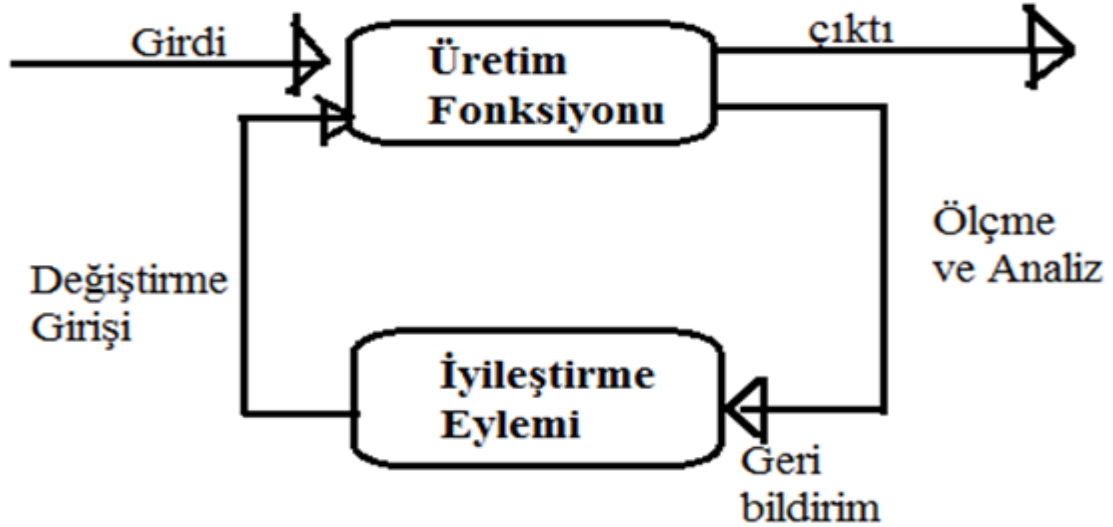 Girdi
Üretim
Fonksiyonu
çıktı
Ölçme
ve Analiz
Değiştirme
Girişi
İyileştirme
Eylemi
Geri
bildirim